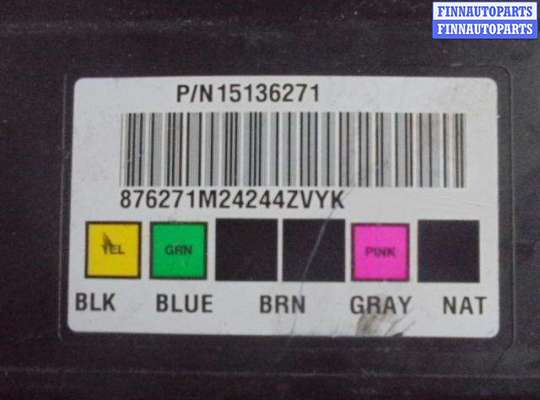 FINNAUTOPARTS
FINNAUTOPARTS
P/N15136271
876271M24244ZVYK
YEL GRN PINK
BLK BLUE BRN GRAY NAT